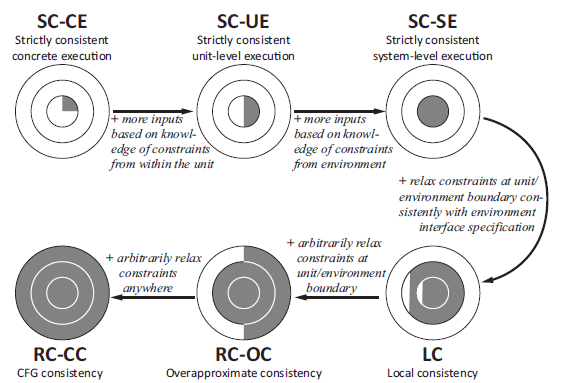 SC-CE
Strictly consistent
concrete execution
SC-UE
Strictly consistent
unit-level execution
SC-SE
Strictly consistent
system-level execution
+ more inputs
based on knowl-
edge of constraints
from within the unit
+ more inputs
based on knowl-
edge of constraints
from environment
+ relax constraints at unit/
environment boundary con-
sistently with environment
interface specification
+ arbitrarily relax
constraints at
unit/environment
boundary
+ arbitrarily relax
constraints
anywhere
RC-CC
CFG consistency
RC-OC
Overapproximate consistency
LC
Local consistency